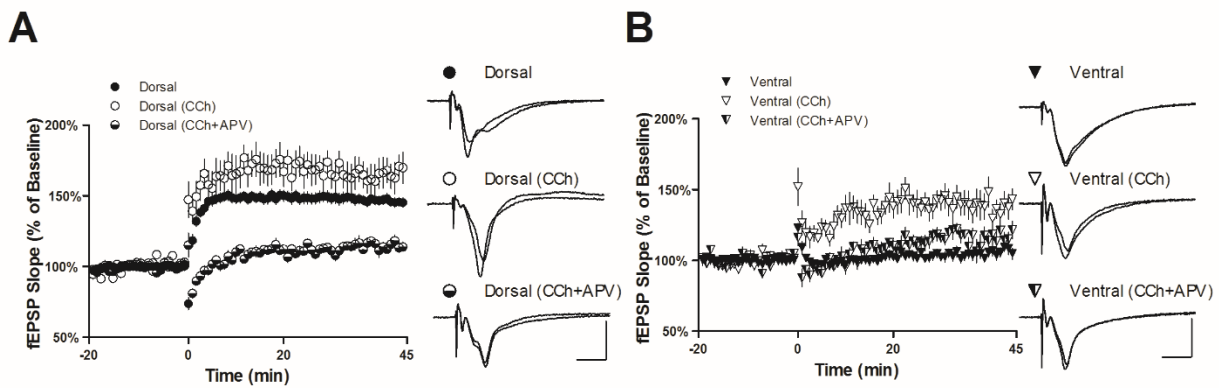 A
Dorsal
Dorsal (CCh)
Dorsal (CCh+APV)
200%
150%
100%
50%
fEPSP Slope (% of Baseline)
-20
0
20
45
Time (min)
Dorsal
Dorsal (CCh)
Dorsal (CCh+APV)
B
Ventral
Ventral (CCh)
Ventral (CCh+APV)
200%
150%
100%
50%
fEPSP Slope (% of Baseline)
-20
0
20
45
Time (min)
Ventral
Ventral (CCh)
Ventral (CCh+APV)